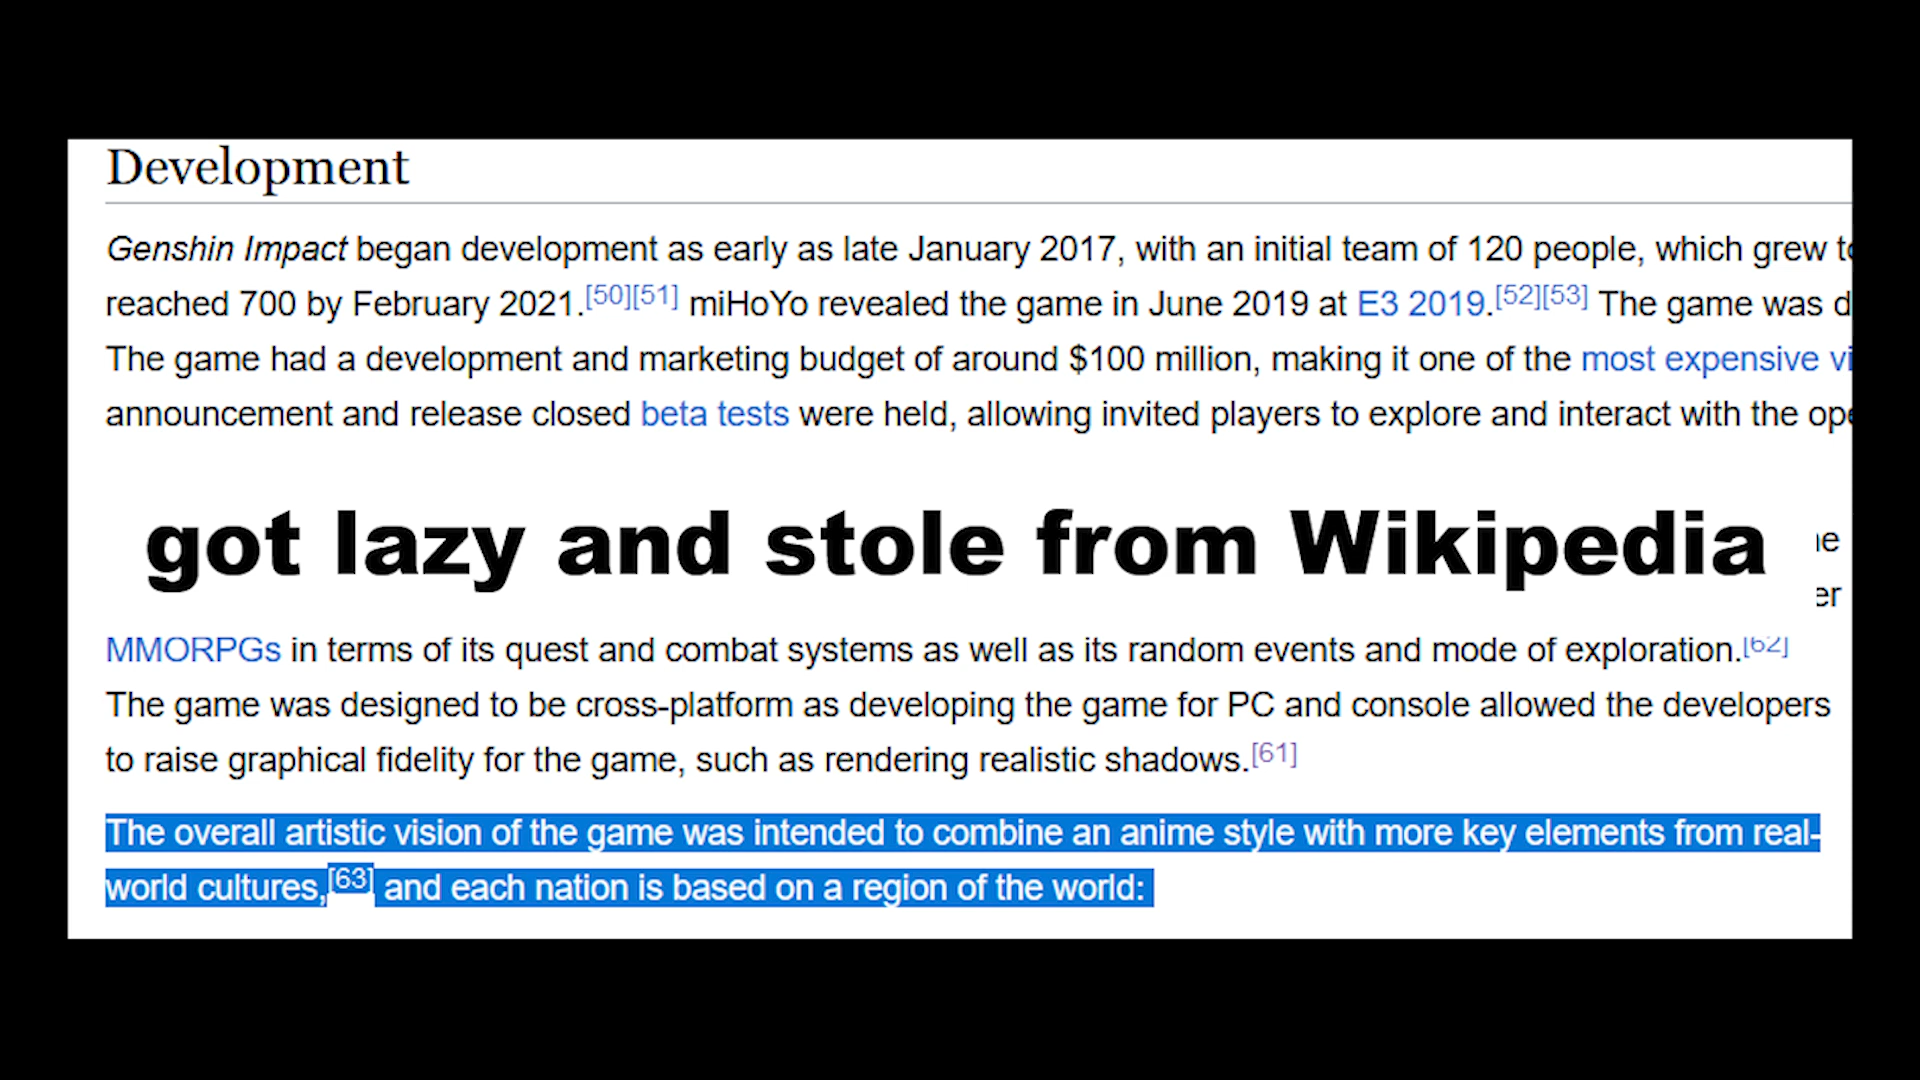 Development
Genshin Impact began development as early as late January 2017, with an initial team of 120 people, which grew
reached 700 by February 2021.[50][51] miHoYo revealed the game in June 2019 at E3 2019.[52][53] The game was
The game had a development and marketing budget of around $100 million, making it one of the most expensive
announcement and release closed beta tests were held, allowing invited players to explore and interact with the
got lazy and stole from Wikipedia
MMORPGs in terms of its quest and combat systems as well as its random events and mode of exploration.[62]
The game was designed to be cross-platform as developing the game for PC and console allowed the developers
to raise graphical fidelity for the game, such as rendering realistic shadows.[61]
The overall artistic vision of the game was intended to combine an anime style with more key elements from real-
world cultures,[63] and each nation is based on a region of the world: